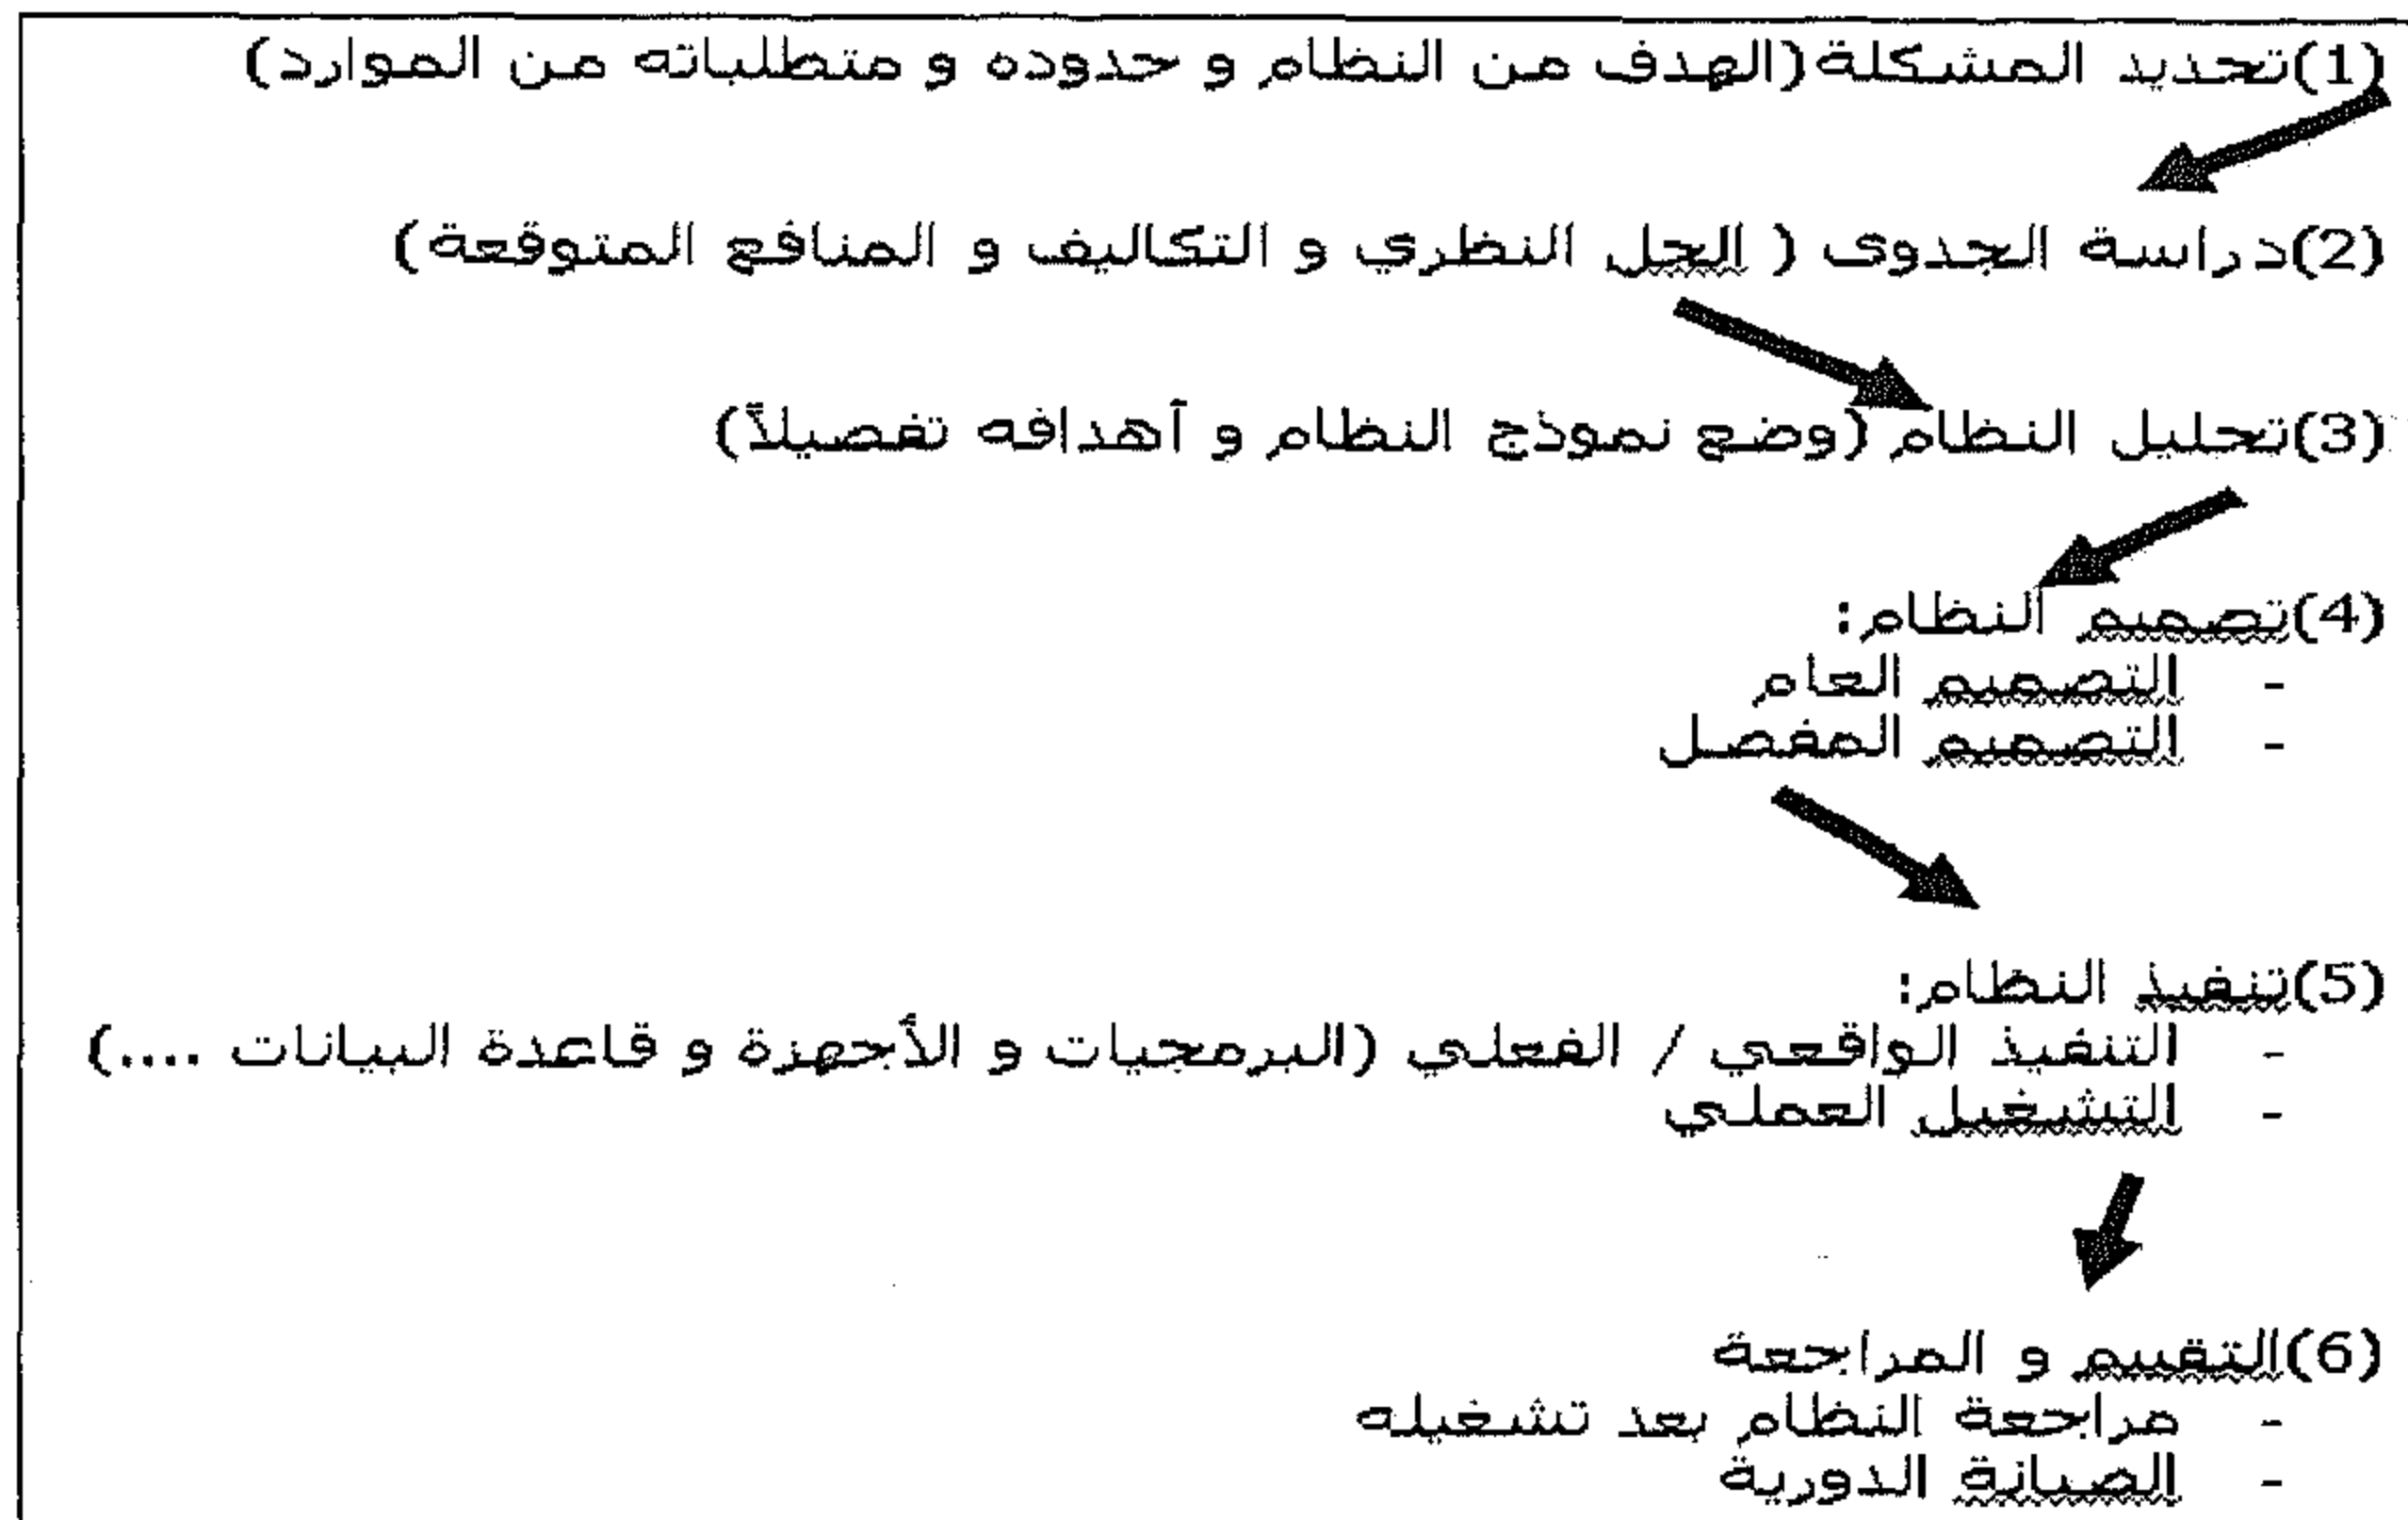 (1)تحديد المشكلة(الهدف من النظام و حدوده و متطلباته من الموارد)
(2)دراسة الجدوى ( الحل النظري و التكاليف و المنافع المتوقعة)
(3)تحليل النظام (وضع نموذج النظام و أهدافه تفصيلاً)
(4)تصميم النظام:
- التصميم العام
- التصميم المفصل
(5)تنفيذ النظام:
- التنفيذ الواقعي / الفعلي (البرمجيات و الأجهزة و قاعدة البيانات ....)
- التشغيل العملي
(6)التقييم و المراجعة
- مراجعة النظام بعد تشغيله
- الصيانة الدورية